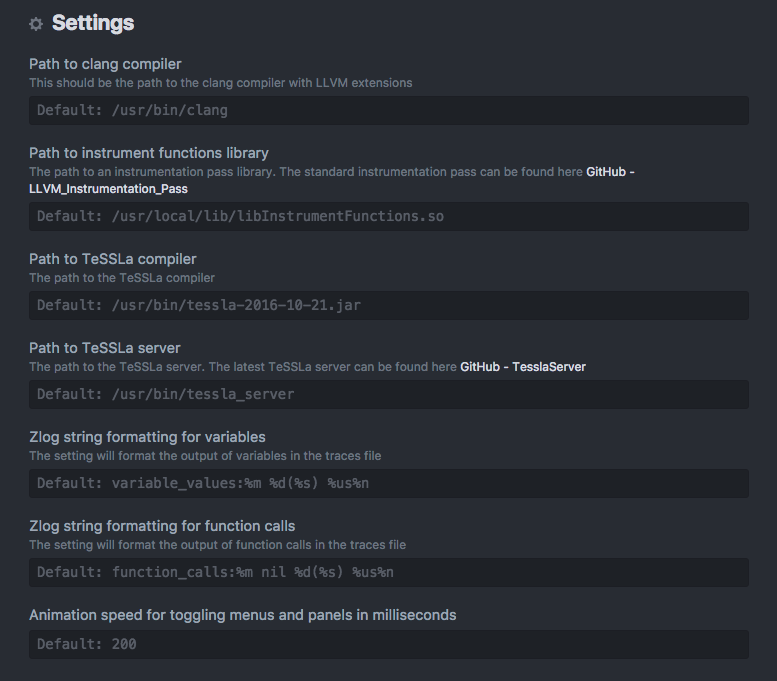 Settings
Path to clang compiler
This should be the path to the clang compiler with LLVM extensions
Default: /usr/bin/clang
Path to instrument functions library
The path to an instrumentation pass library. The standard instrumentation pass can be found here GitHub -
LLVM_Instrumentation_Pass
Default: /usr/local/lib/libInstrumentFunctions.so
Path to TeSSLa compiler
The path to the TeSSLa compiler
Default: /usr/bin/tessla-2016-10-21.jar
Path to TeSSLa server
The path to the TeSSLa server. The latest TeSSLa server can be found here GitHub - TesslaServer
Default: /usr/bin/tessla_server
Zlog string formatting for variables
The setting will format the output of variables in the traces file
Default: variable_values:%m %d(%s) %us%n
Zlog string formatting for function calls
The setting will format the output of function calls in the traces file
Default: function_calls:%m nil %d(%s) %us%n
Animation speed for toggling menus and panels in milliseconds
Default: 200